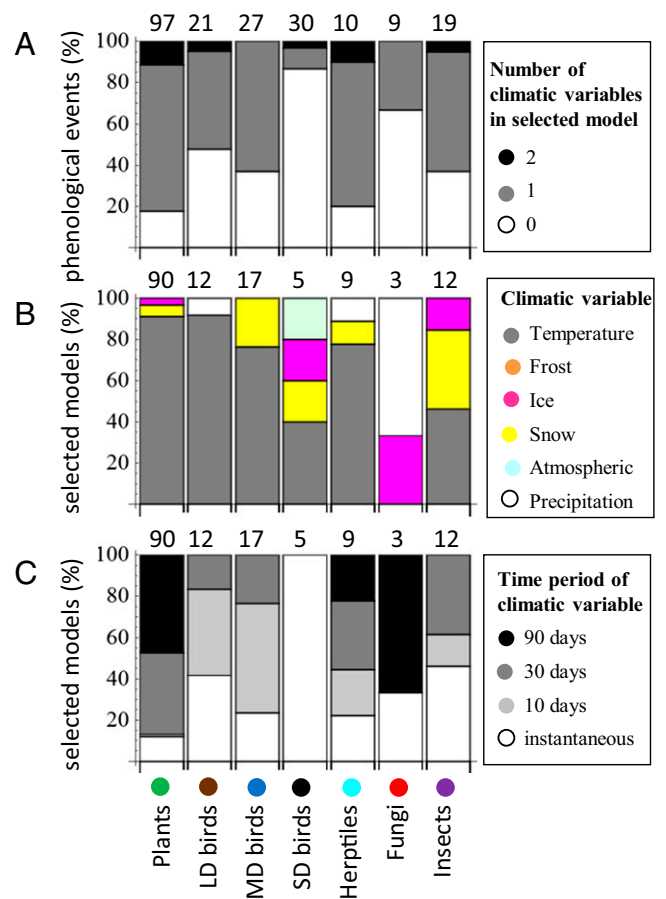 A
97 21 27 30 10 9 19
phenological events (%)
100
80
60
40
20
Number of
climatic variables
in selected model
2
1
0
B
90 12 17 5 9 3 12
selected models (%)
100
80
60
40
20
Climatic variable
Temperature
Frost
Ice
Snow
Atmospheric
Precipitation
C
90 12 17 5 9 3 12
selected models (%)
100
80
60
40
20
Time period of
climatic variable
90 days
30 days
10 days
instantaneous
Plants
LD birds
MD birds
SD birds
Herptiles
Fungi
Insects